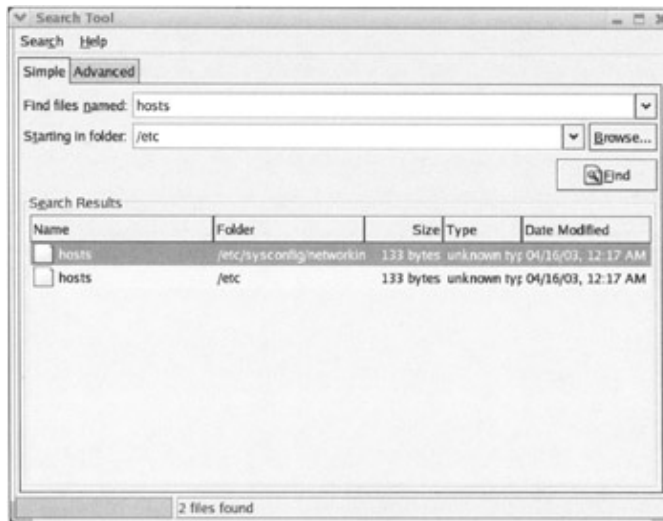 Search Tool
Search Help
Simple Advanced
Find files named: hosts
Starting in folder: /etc Browse...
Find
Search Results
Name Folder Size Type Date Modified
hosts /etc/sysconfig/networkin 133 bytes unknown typ 04/16/03, 12:17 AM
hosts /etc 133 bytes unknown typ 04/16/03, 12:17 AM
2 files found